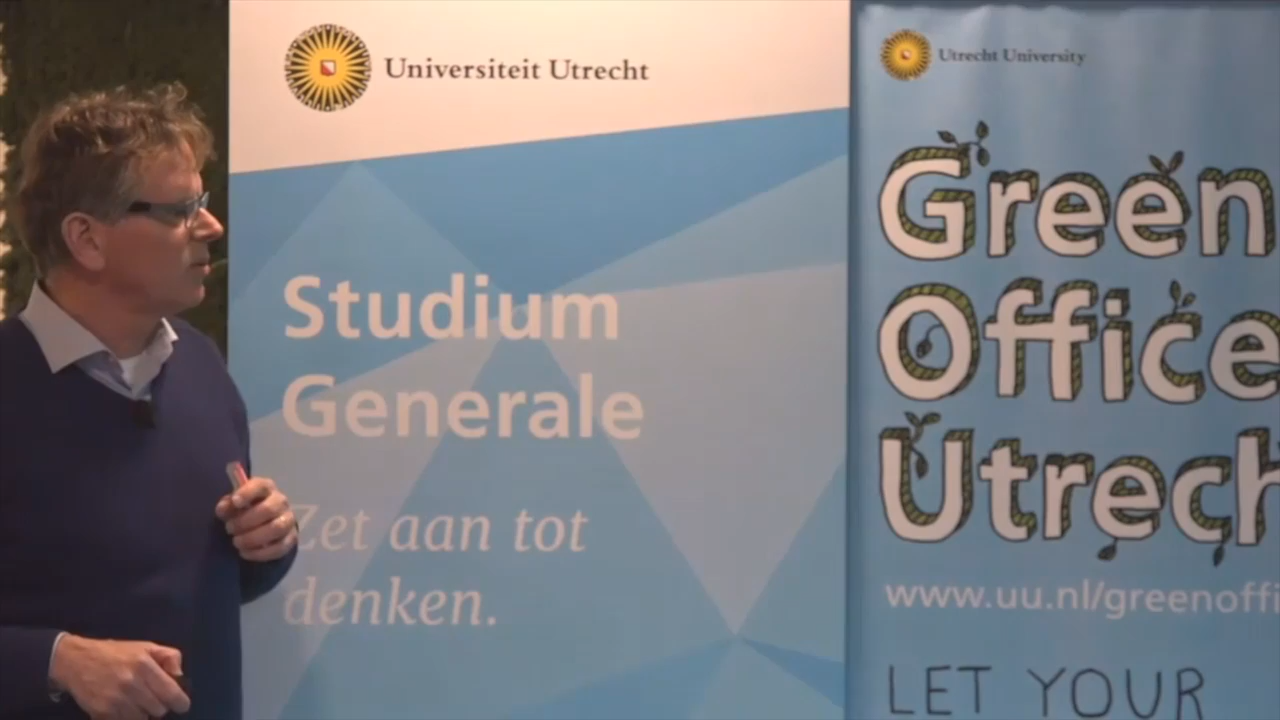 Universiteit Utrecht
Studium
Generale
Zet aan tot
denken.
Utrecht University
Green
Office
Utrech
www.uu.nl/greenoffi
LET YOUR